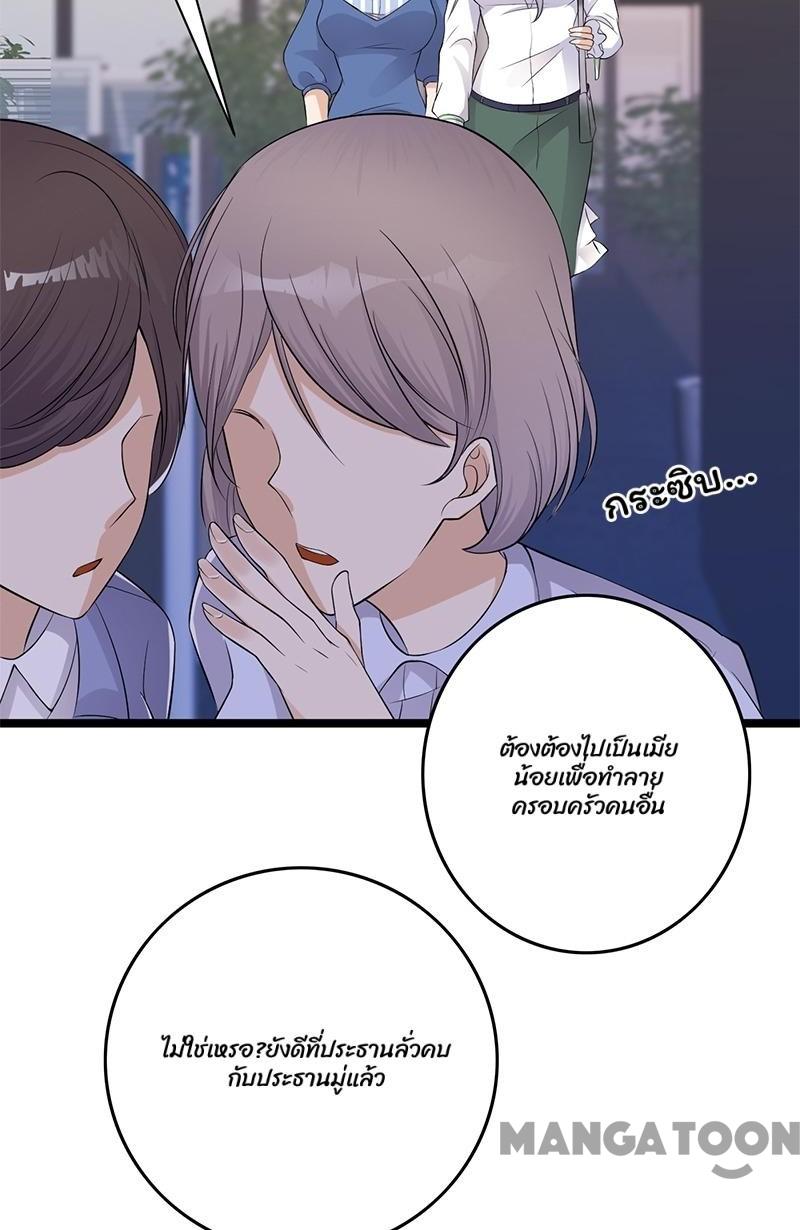 กระซิบ...
ต้องต้องไปเป็นเมีย
น้อยเพื่อทำลาย
ครอบครัวคนอื่น
ไม่ใช่เหรอ?ยังดีที่ประธานลั่วคบ
กับประธานมู่แล้ว
MANGATOON